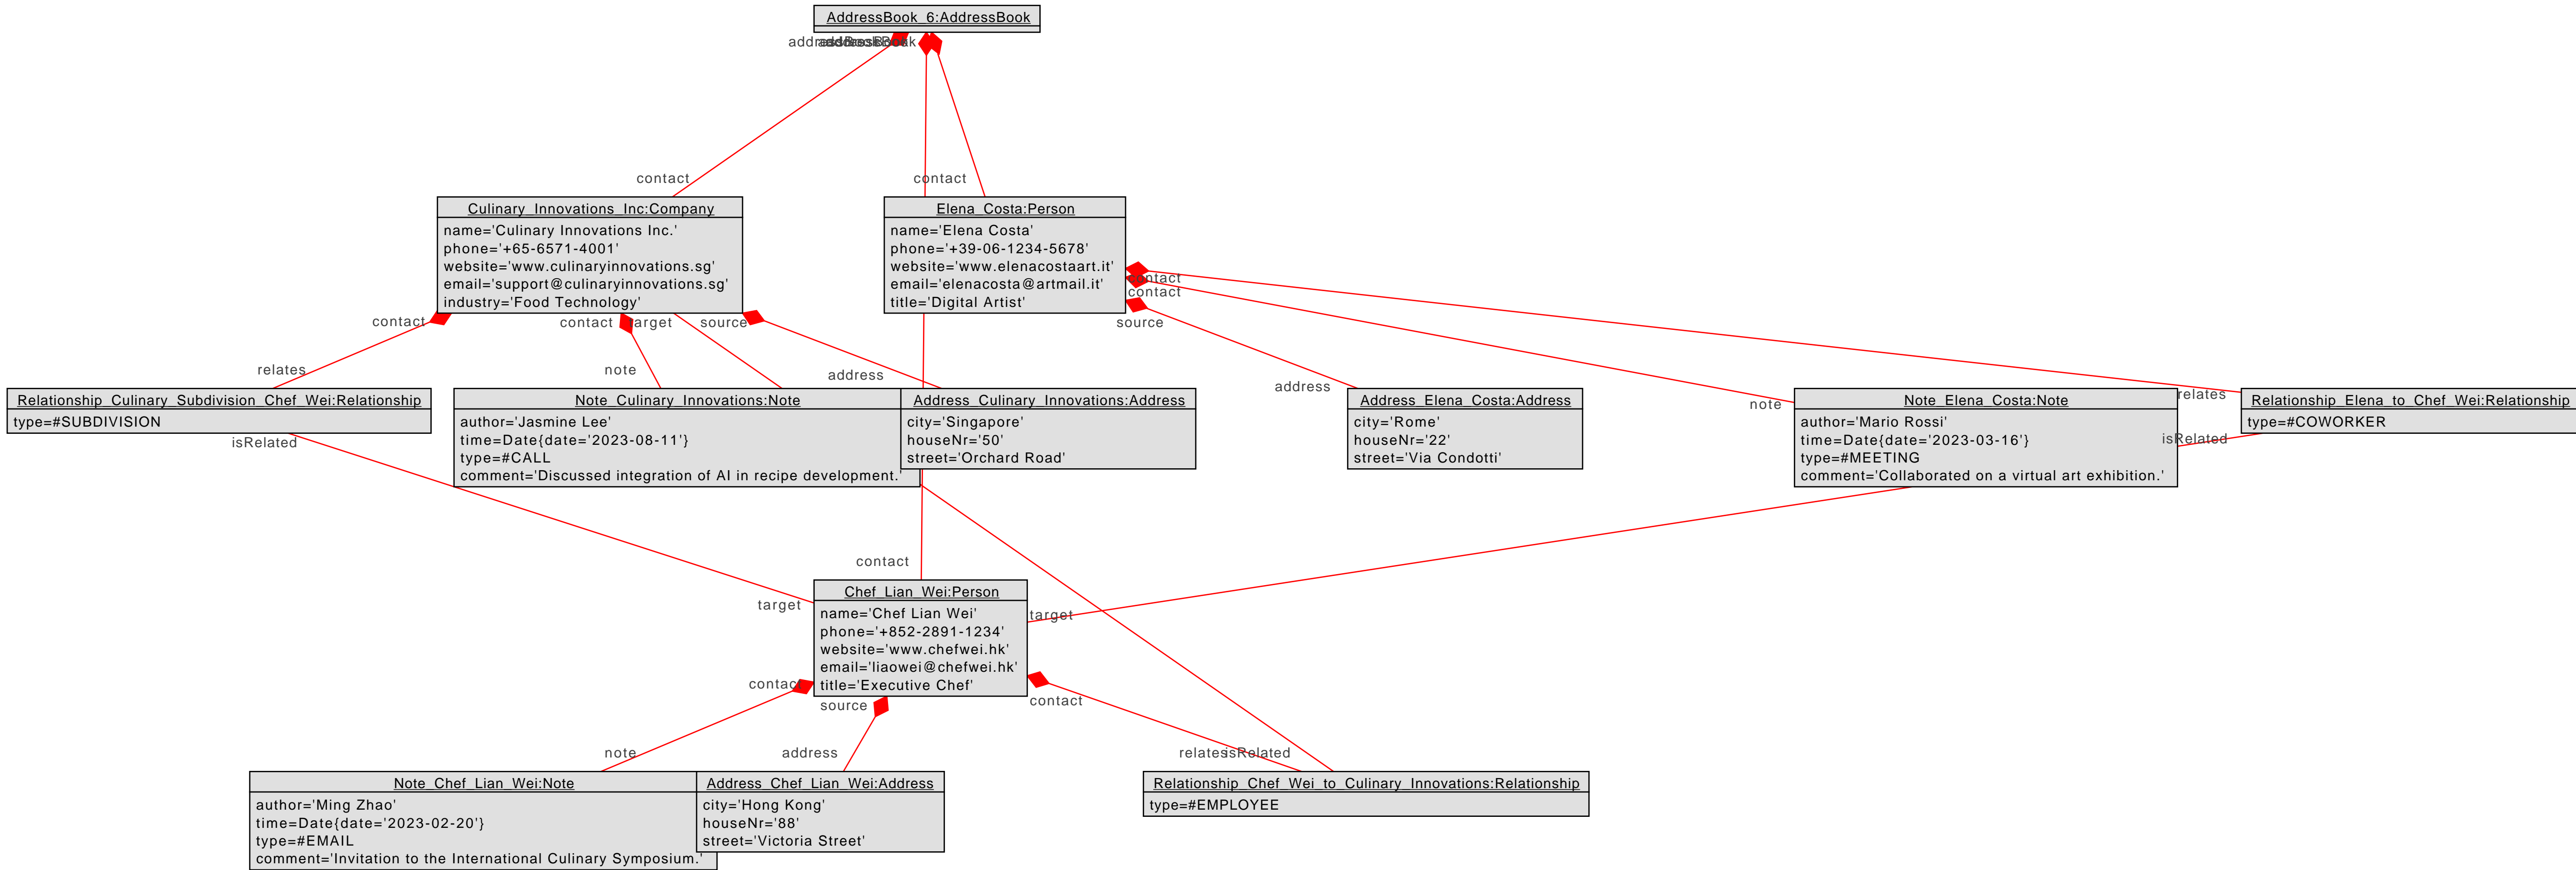 AddressBook_6:AddressBook
addressBook
contact
contact
Culinary_Innovations_Inc:Company
name='Culinary Innovations Inc.'
phone='+65-6571-4001'
website='www.culinaryinnovations.sg'
email='support@culinaryinnovations.sg'
industry='Food Technology'
Elena_Costa:Person
name='Elena Costa'
phone='+39-06-1234-5678'
website='www.elenacostaart.it'
email='elenacosta@artmail.it'
title='Digital Artist'
contact
contact
contact
contact
target
source
source
relates
note
address
address
note
relates
Relationship_Culinary_Subdivision_Chef_Wei:Relationship
type=#SUBDIVISION
isRelated
Note_Culinary_Innovations:Note
author='Jasmine Lee'
time=Date{date='2023-08-11'}
type=#CALL
comment='Discussed integration of AI in recipe development.'
Address_Culinary_Innovations:Address
city='Singapore'
houseNr='50'
street='Orchard Road'
Address_Elena_Costa:Address
city='Rome'
houseNr='22'
street='Via Condotti'
Note_Elena_Costa:Note
author='Mario Rossi'
time=Date{date='2023-03-16'}
type=#MEETING
comment='Collaborated on a virtual art exhibition.'
Relationship_Elena_to_Chef_Wei:Relationship
type=#COWORKER
isRelated
contact
target
target
Chef_Lian_Wei:Person
name='Chef Lian Wei'
phone='+852-2891-1234'
website='www.chefwei.hk'
email='liaowei@chefwei.hk'
title='Executive Chef'
contact
source
contact
note
address
relates
isRelated
Note_Chef_Lian_Wei:Note
author='Ming Zhao'
time=Date{date='2023-02-20'}
type=#EMAIL
comment='Invitation to the International Culinary Symposium.'
Address_Chef_Lian_Wei:Address
city='Hong Kong'
houseNr='88'
street='Victoria Street'
Relationship_Chef_Wei_to_Culinary_Innovations:Relationship
type=#EMPLOYEE